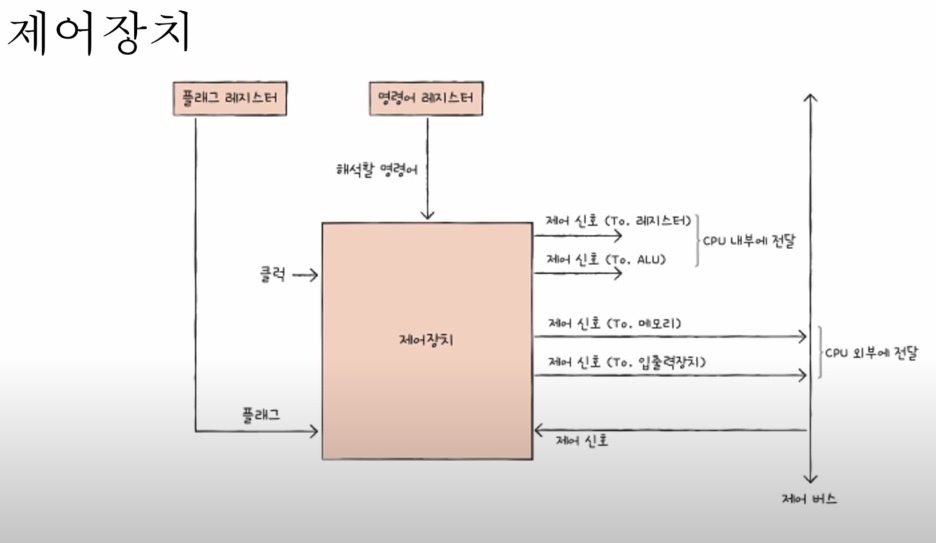 제어장치
플래그 레지스터
명령어 레지스터
해석할 명령어
제어 신호 (To. 레지스터)
CPU 내부에 전달
제어 신호 (To. ALU)
클럭
제어 신호 (To. 메모리)
제어장치
CPU 외부에 전달
제어 신호 (To. 입출력장치)
플래그
제어 신호
제어 버스